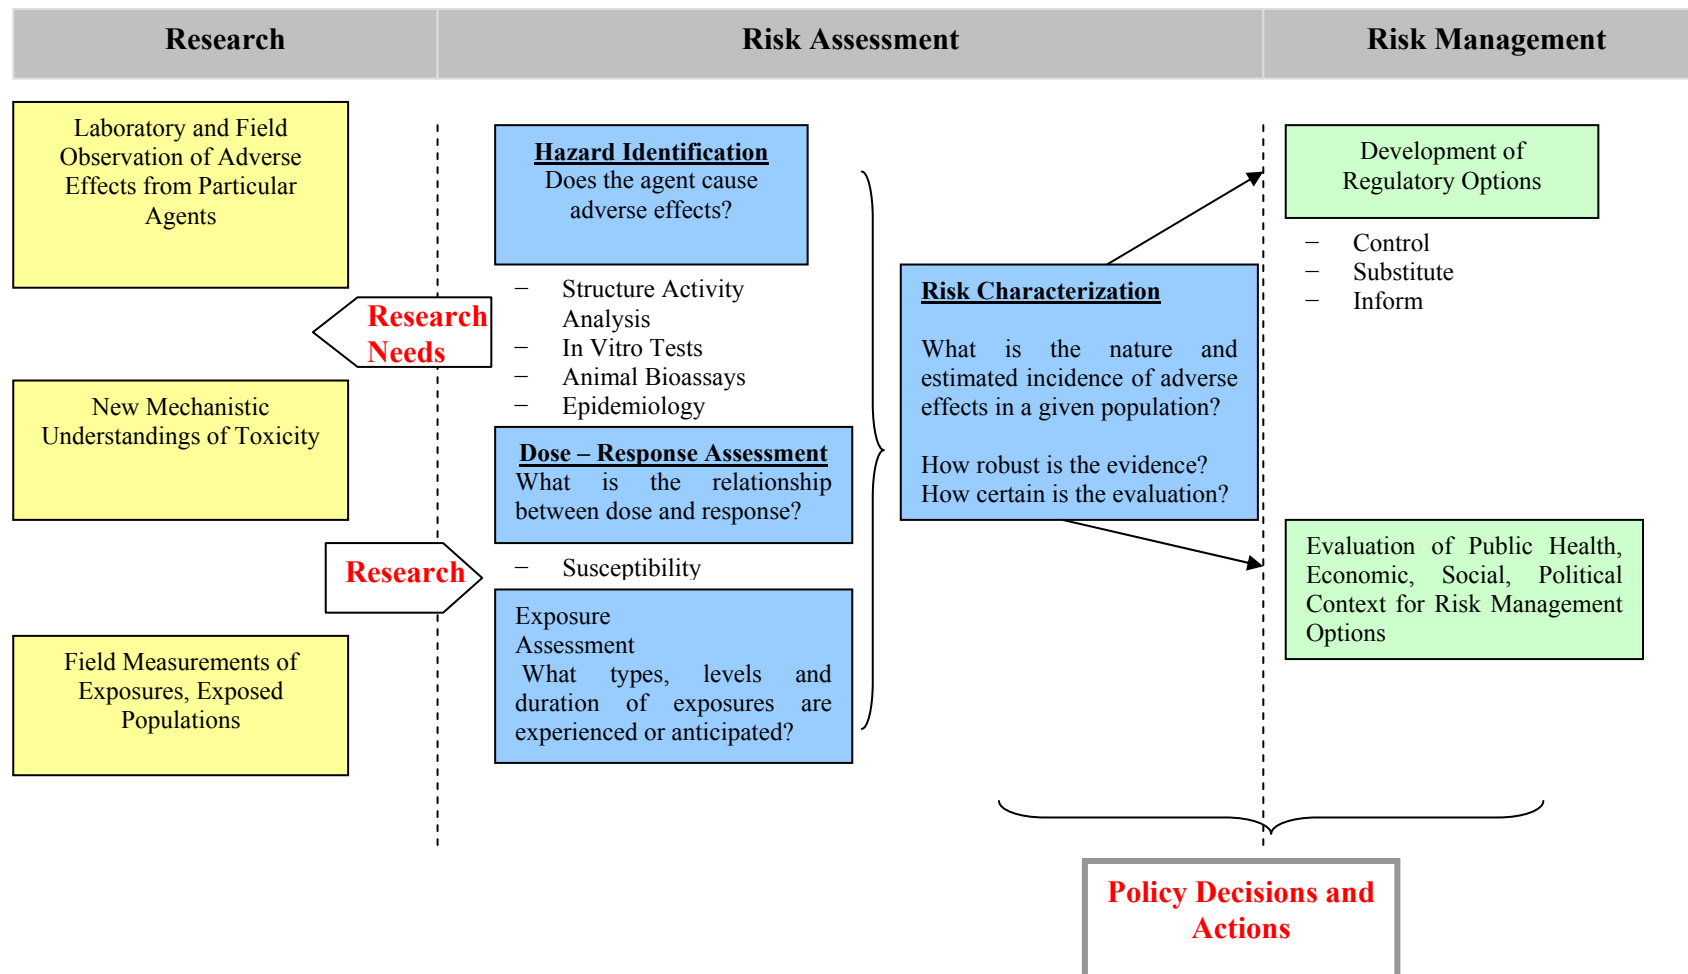 Research
Risk Assessment
Risk Management
Laboratory and Field
Observation of Adverse
Effects from Particular
Agents
New Mechanistic
Understandings of Toxicity
Field Measurements of
Exposures, Exposed
Populations
Research
Needs
Research
Hazard Identification
Does the agent cause
adverse effects?
– Structure Activity
Analysis
– In Vitro Tests
– Animal Bioassays
– Epidemiology
Dose – Response Assessment
What is the relationship
between dose and response?
– Susceptibility
Exposure
Assessment
What types, levels and
duration of exposures are
experienced or anticipated?
Risk Characterization
What is the nature and
estimated incidence of adverse
effects in a given population?
How robust is the evidence?
How certain is the evaluation?
Development of
Regulatory Options
– Control
– Substitute
– Inform
Evaluation of Public Health,
Economic, Social, Political
Context for Risk Management
Options
Policy Decisions and
Actions